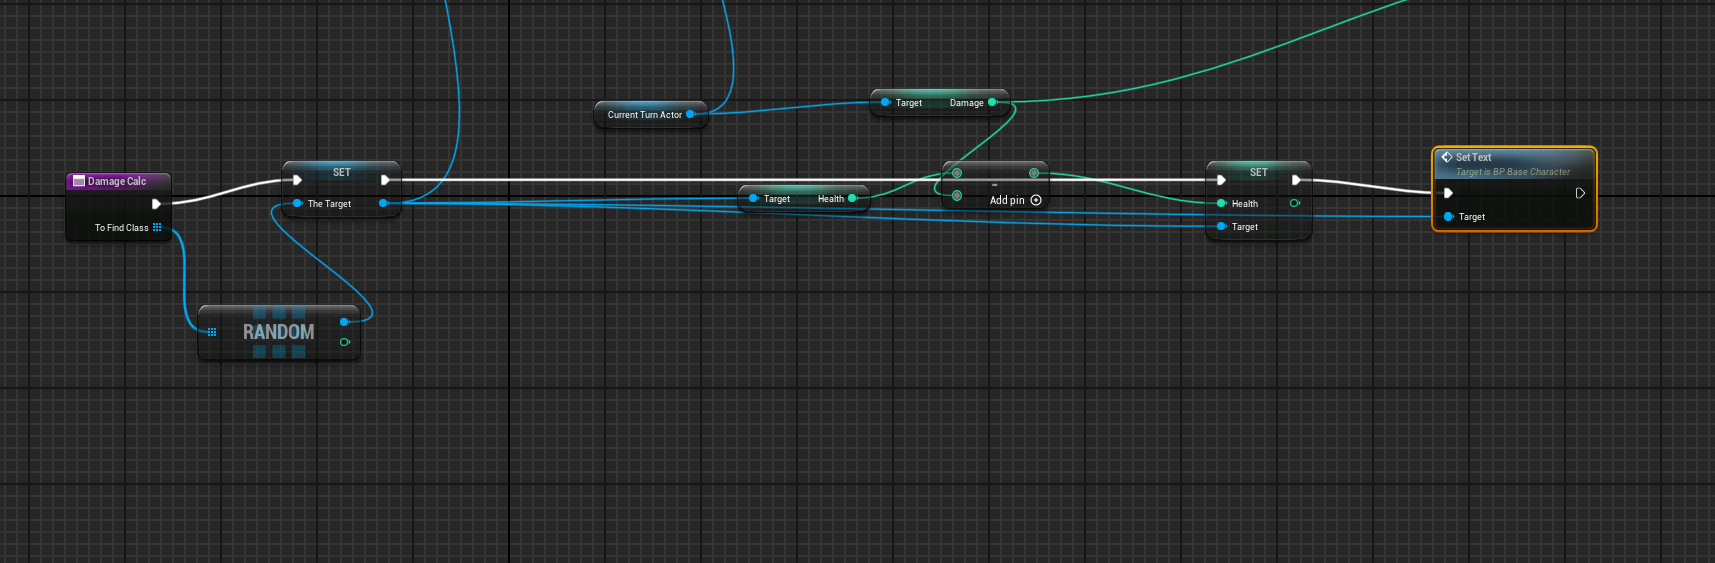 Damage Calc
To Find Class
SET
The Target
RANDOM
Current Turn Actor
Target Damage
Target Health
-
Add pin
SET
Health
Target
Set Text
Target is BP Base Character
Target